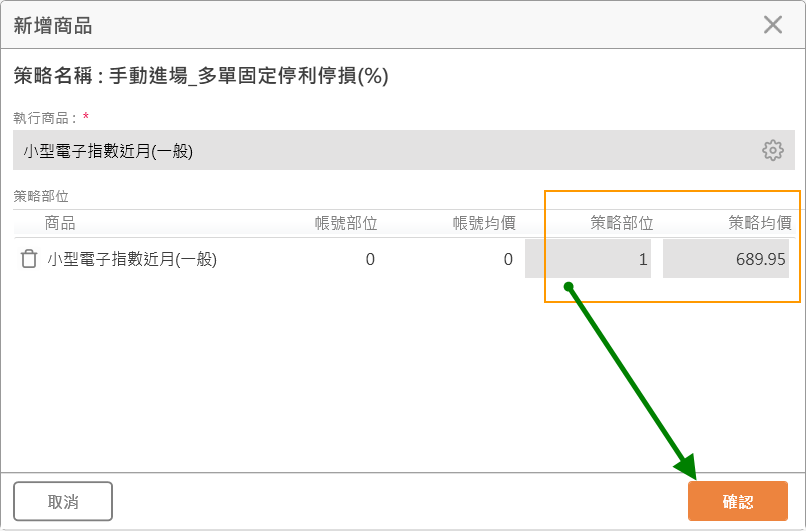 新增商品
策略名稱 : 手動進場_多單固定停利停損(%)
執行商品 : *
小型電子指數近月(一般)
策略部位
商品 帳號部位 帳號均價 策略部位 策略均價
小型電子指數近月(一般) 0 0 1 689.95
取消 確認